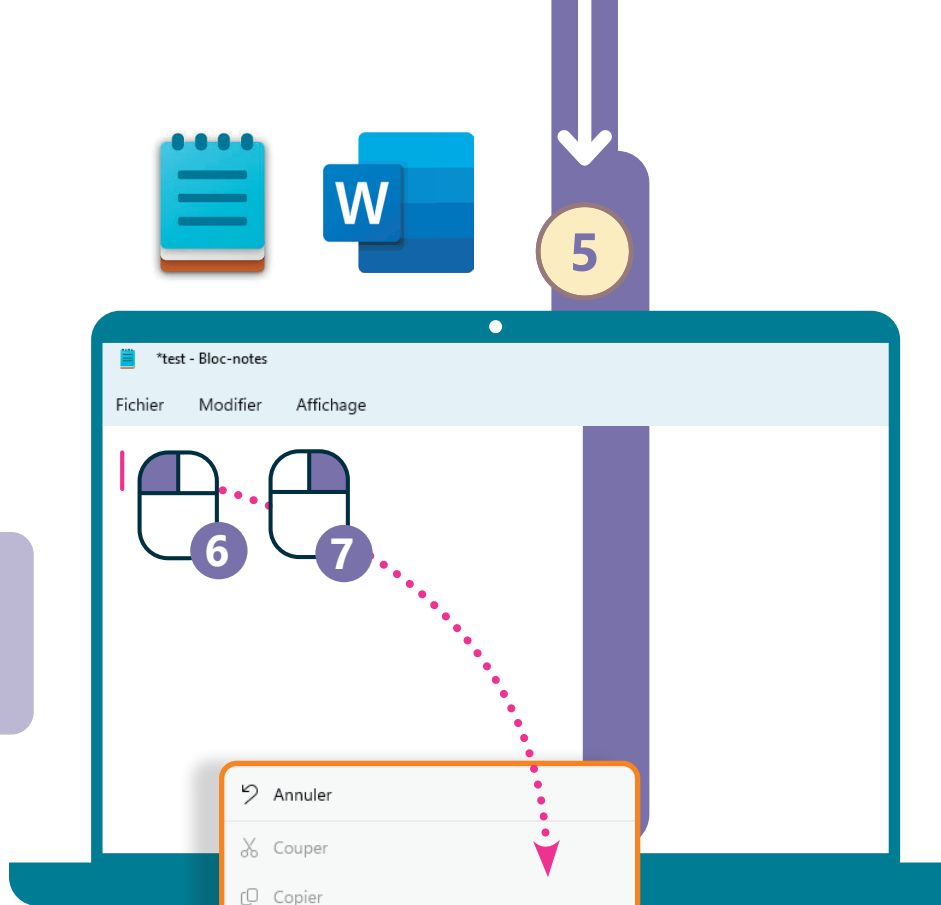 W
5
*test - Bloc-notes
Fichier Modifier Affichage
6 7
Annuler
Couper
Copier